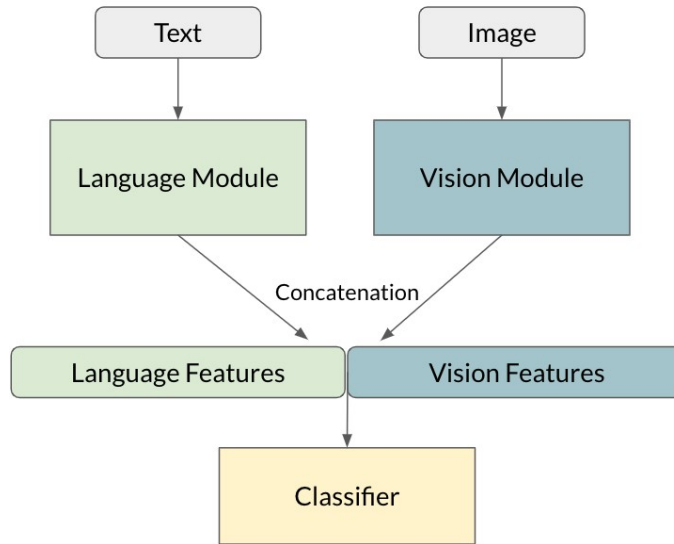 Text
Image
Language Module
Vision Module
Concatenation
Language Features
Vision Features
Classifier